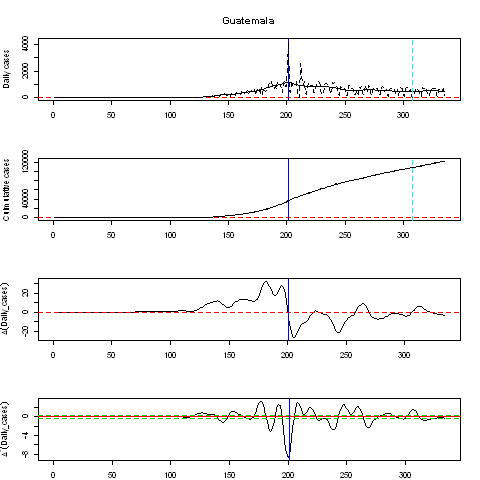 Guatemala
Daily cases
0 2000 4000
0 50 100 150 200 250 300
Cumulative cases
0 40000 120000
0 50 100 150 200 250 300
Δ(Daily_cases)
-20 0 20
0 50 100 150 200 250 300
Δ²(Daily_cases)
-8 -4 0
0 50 100 150 200 250 300